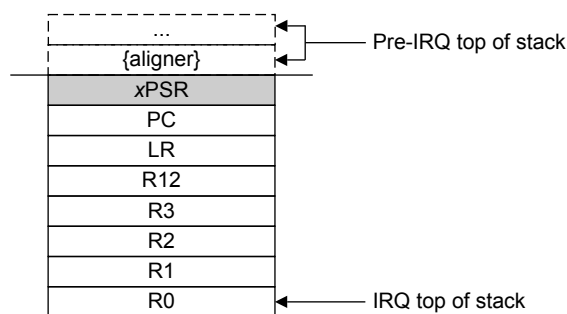 ...
Pre-IRQ top of stack
{aligner}
xPSR
PC
LR
R12
R3
R2
R1
R0
IRQ top of stack